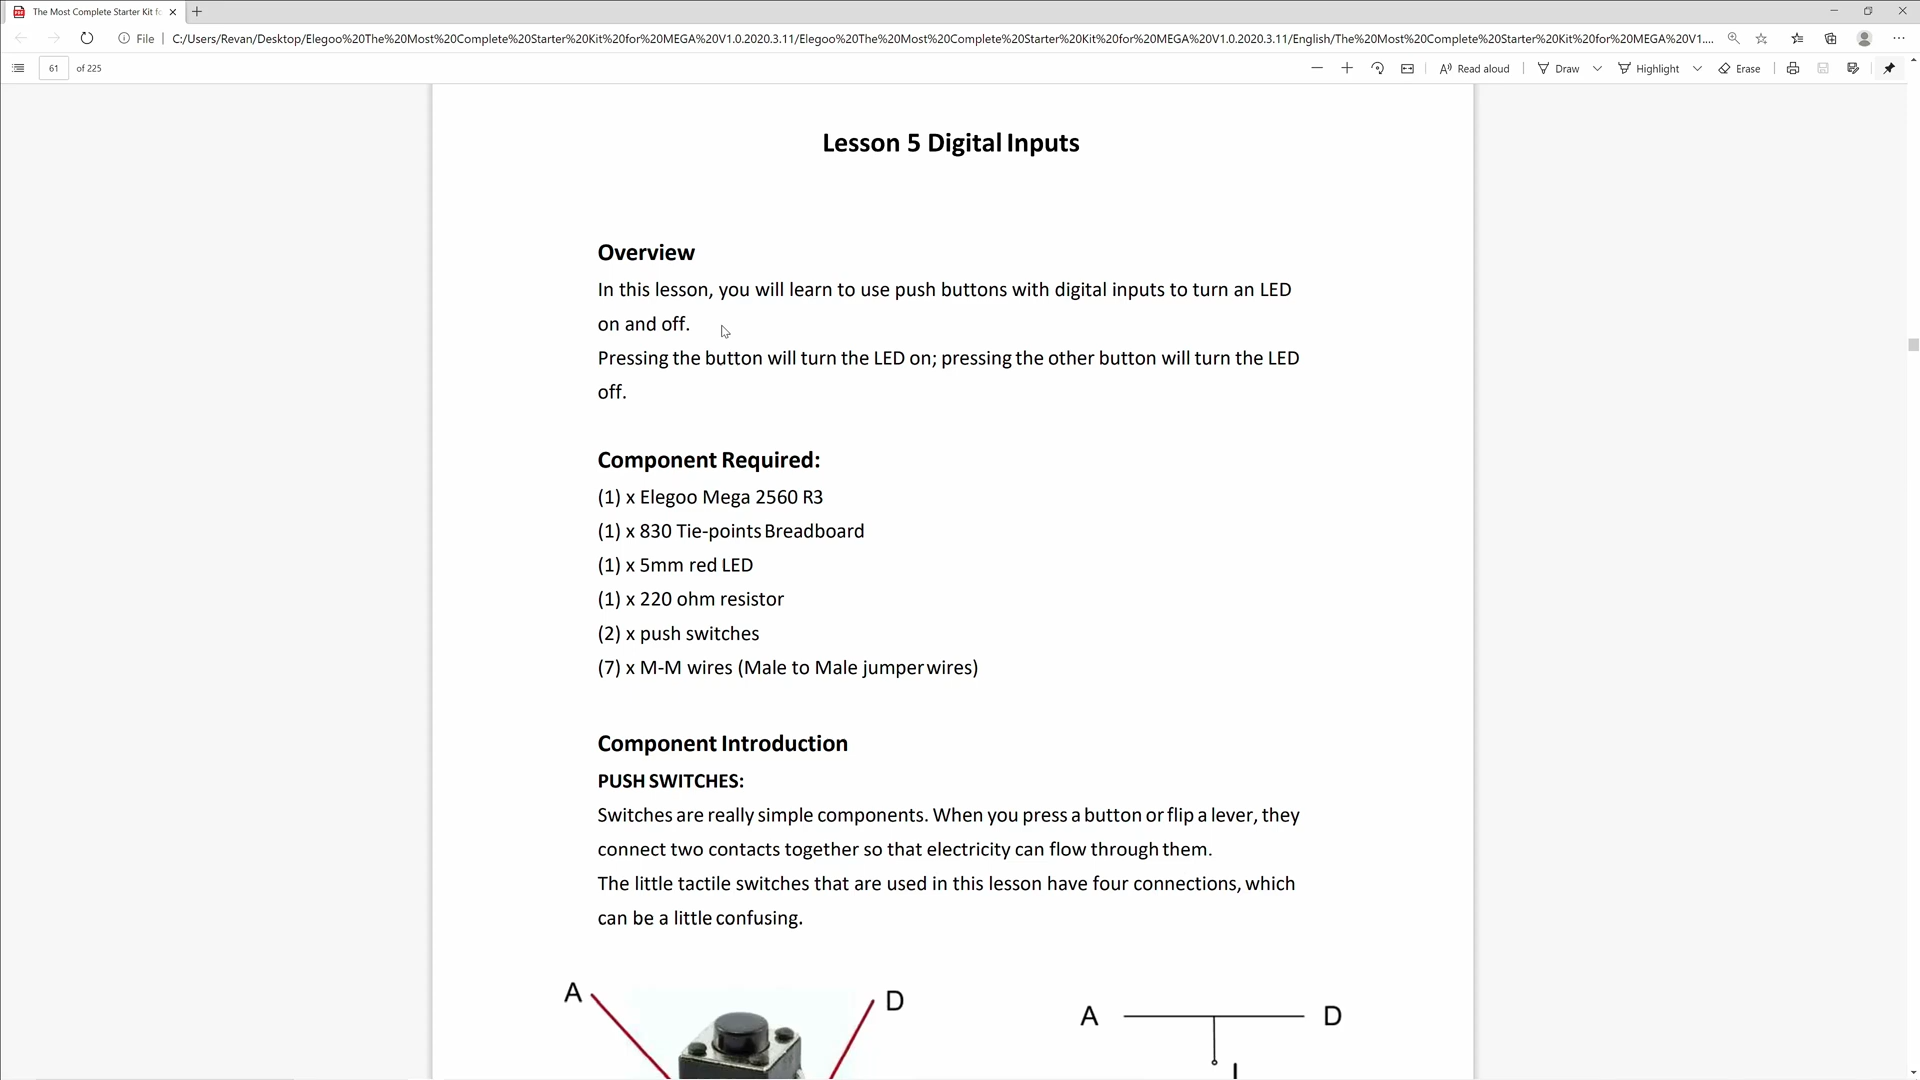 The Most Complete Starter Kit fo
File
C:/Users/Revan/Desktop/Elegoo%20The%20Most%20Complete%20Starter%20Kit%20for%20MEGA%20V1.0.2020.3.11/Elegoo%20The%20Most%20Complete%20Starter%20Kit%20for%20MEGA%20V1.0.2020.3.11/English/The%20Most%20Complete%20Starter%20Kit%20for%20MEGA%20V1....
61 of 225
Read aloud
Draw
Highlight
Erase
Lesson 5 Digital Inputs
Overview
In this lesson, you will learn to use push buttons with digital inputs to turn an LED
on and off.
Pressing the button will turn the LED on; pressing the other button will turn the LED
off.
Component Required:
(1) x Elegoo Mega 2560 R3
(1) x 830 Tie-points Breadboard
(1) x 5mm red LED
(1) x 220 ohm resistor
(2) x push switches
(7) x M-M wires (Male to Male jumper wires)
Component Introduction
PUSH SWITCHES:
Switches are really simple components. When you press a button or flip a lever, they
connect two contacts together so that electricity can flow through them.
The little tactile switches that are used in this lesson have four connections, which
can be a little confusing.
A D A D